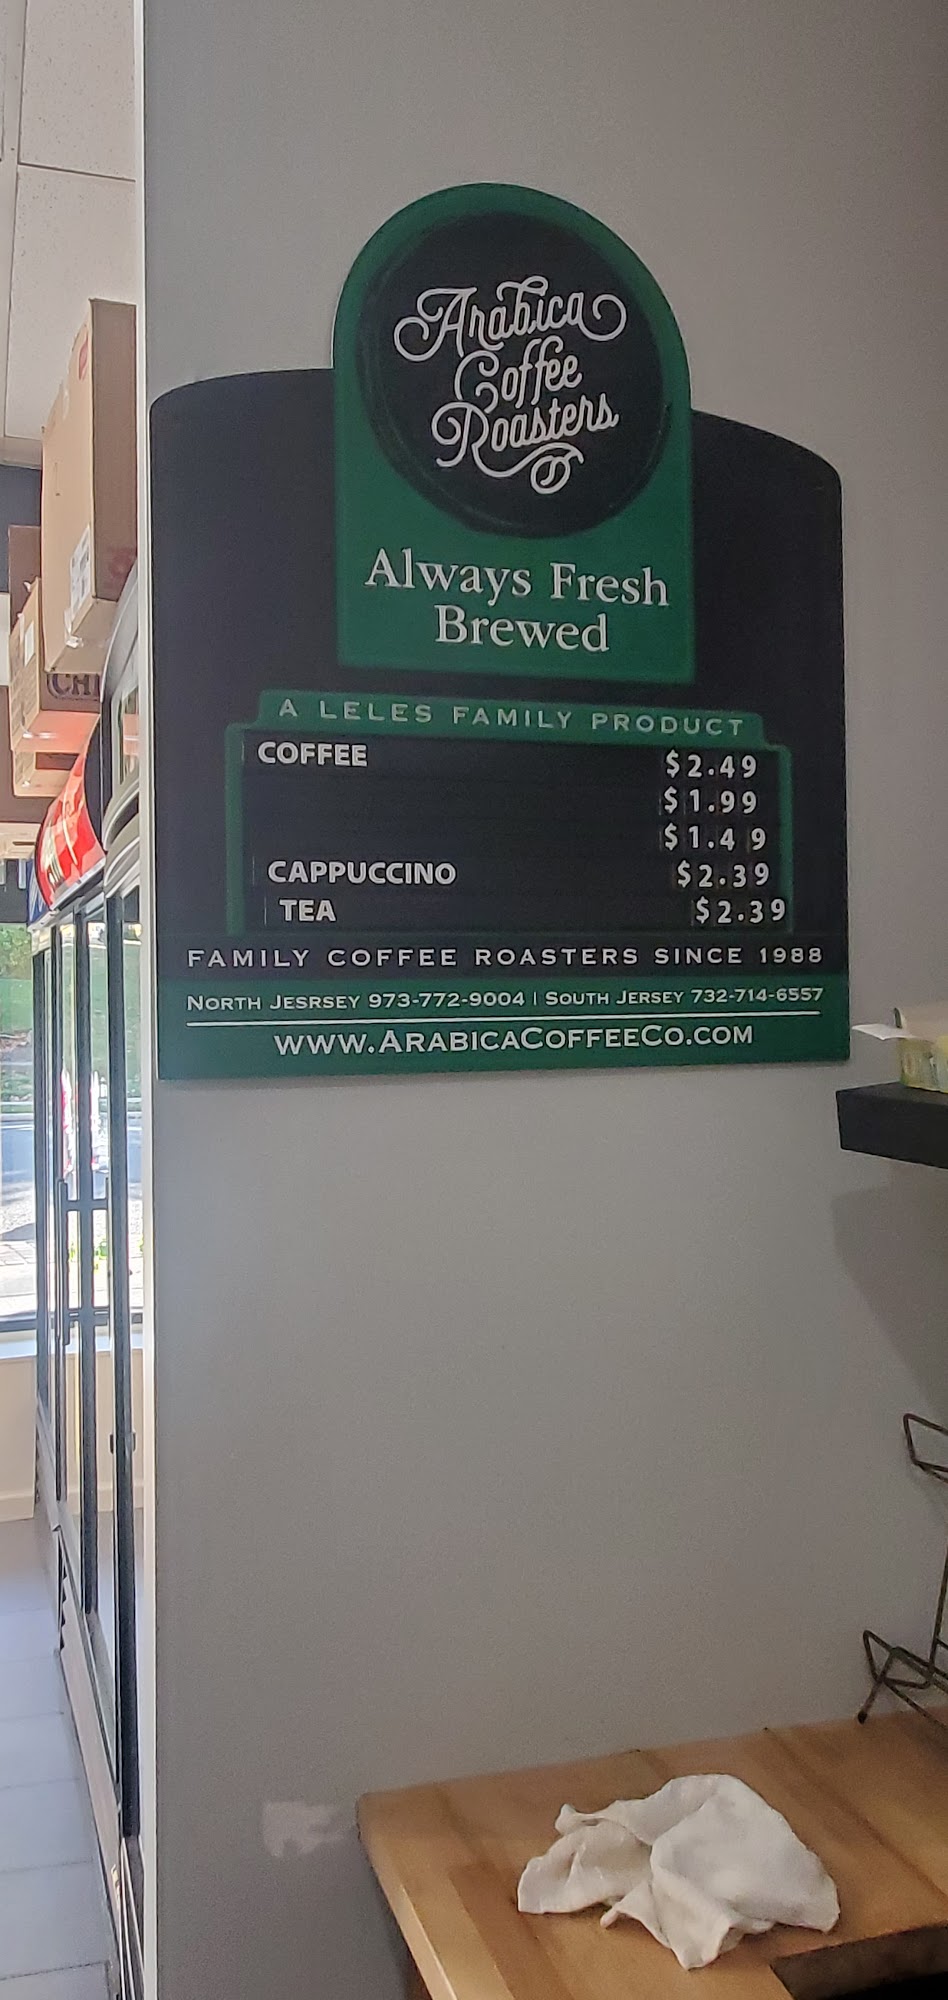 Arabica
Coffee
Roasters
Always Fresh
Brewed
A LELES FAMILY PRODUCT
COFFEE $2.49
$1.99
$1.49
CAPPUCCINO $2.39
TEA $2.39
FAMILY COFFEE ROASTERS SINCE 1988
NORTH JESRSEY 973-772-9004 | SOUTH JERSEY 732-714-6557
WWW.ARABICACOFFEECO.COM